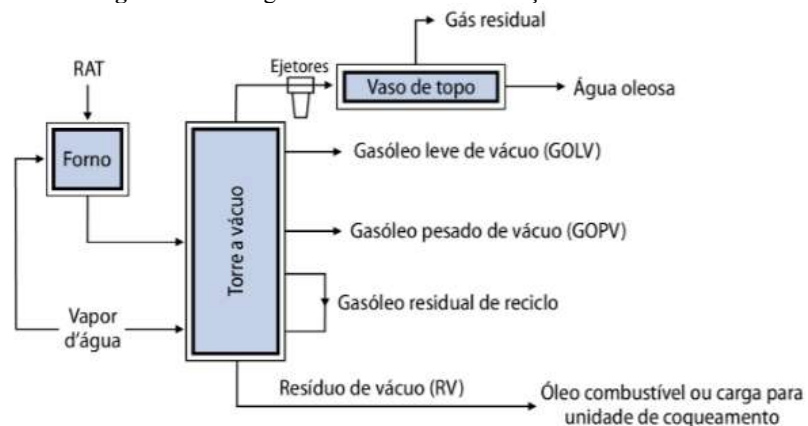 Gás residual
RAT
Ejetores
Vaso de topo
Água oleosa
Forno
Torre a vácuo
Gasóleo leve de vácuo (GOLV)
Gasóleo pesado de vácuo (GOPV)
Gasóleo residual de reciclo
Vapor
d'água
Resíduo de vácuo (RV)
Óleo combustível ou carga para
unidade de coqueamento